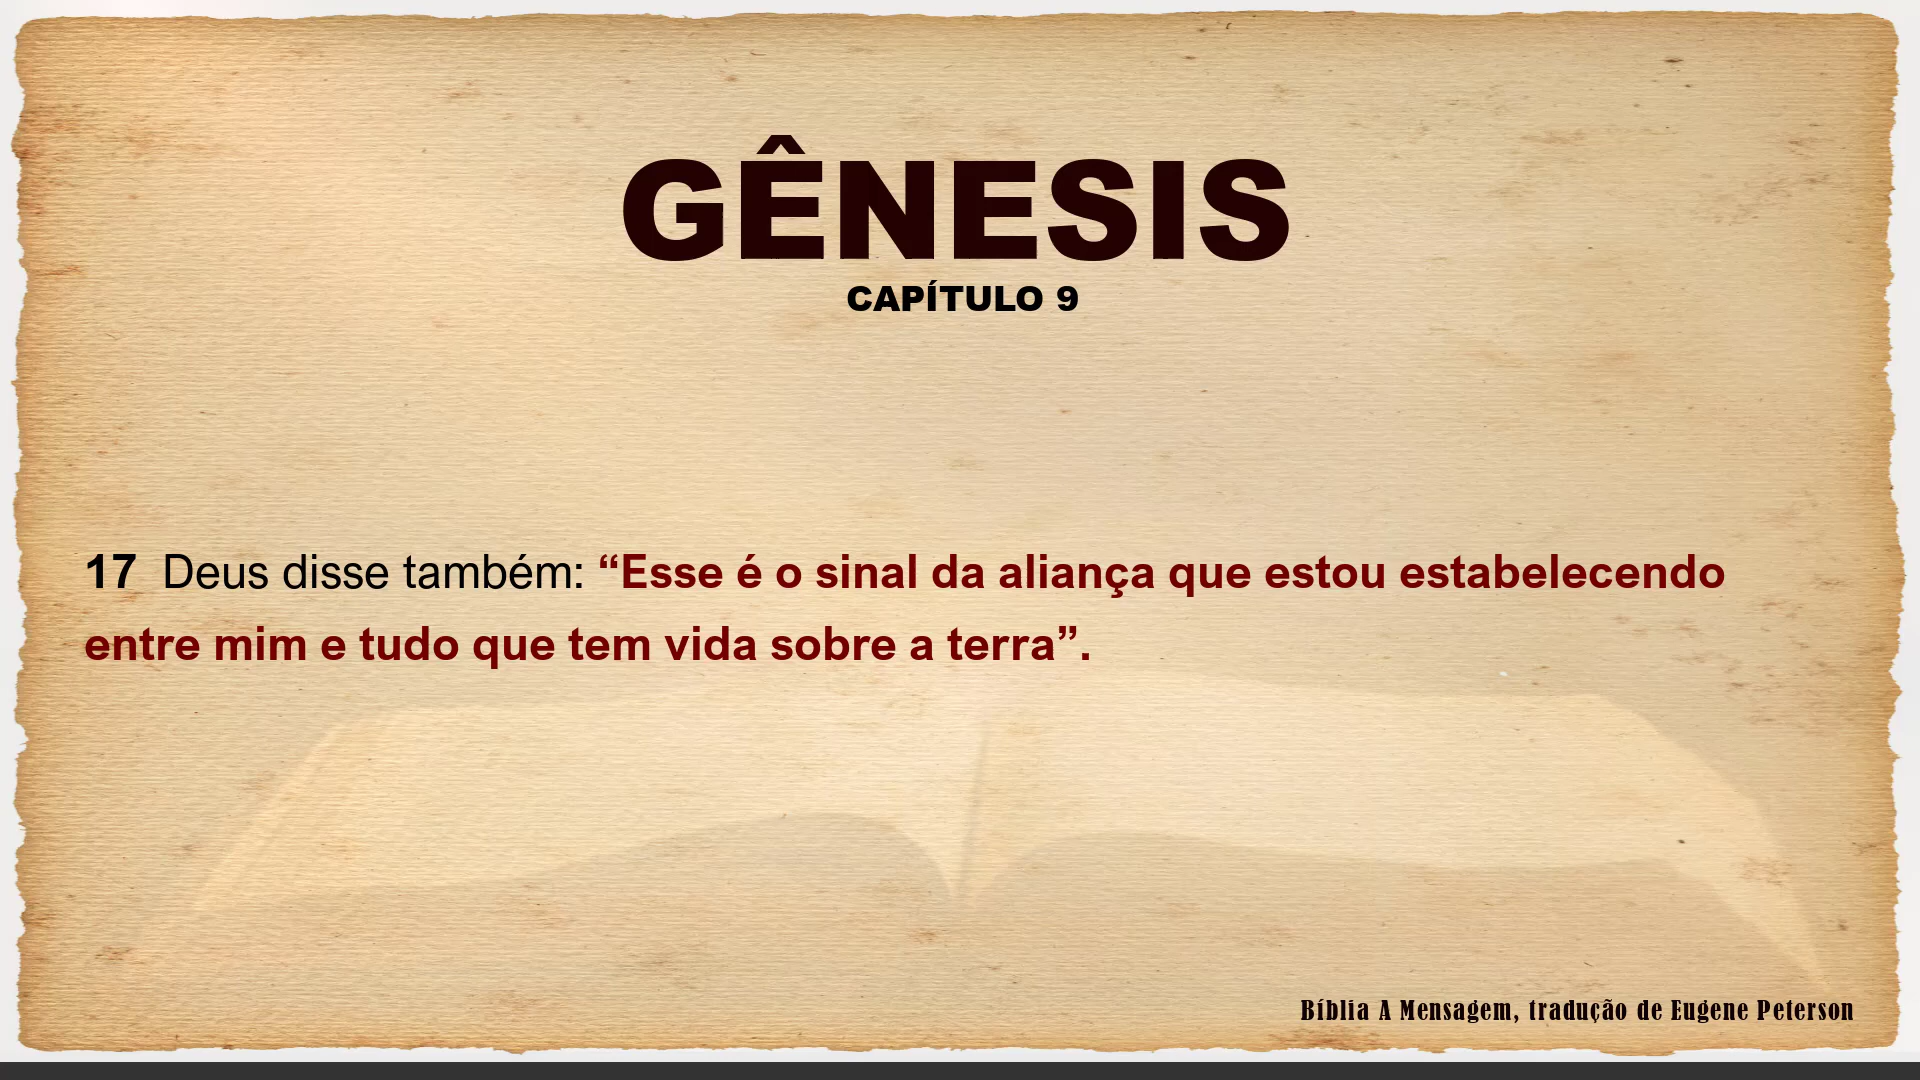 GÊNESIS
CAPÍTULO 9
17 Deus disse também: “Esse é o sinal da aliança que estou estabelecendo
entre mim e tudo que tem vida sobre a terra”.
Bíblia A Mensagem, tradução de Eugene Peterson